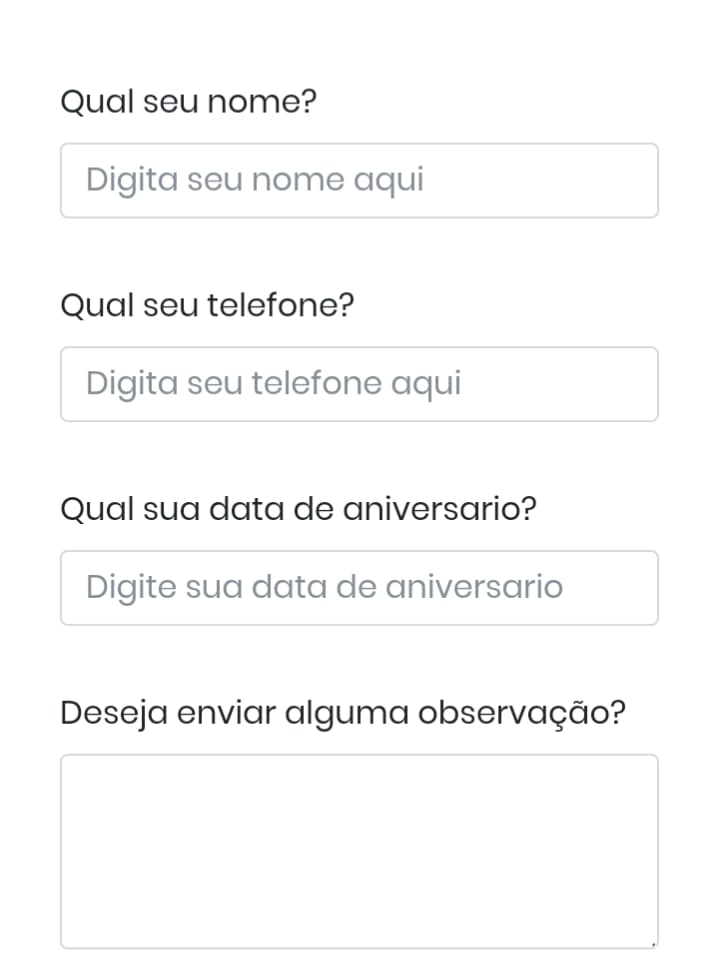 Qual seu nome?
Digita seu nome aqui
Qual seu telefone?
Digita seu telefone aqui
Qual sua data de aniversario?
Digite sua data de aniversario
Deseja enviar alguma observação?